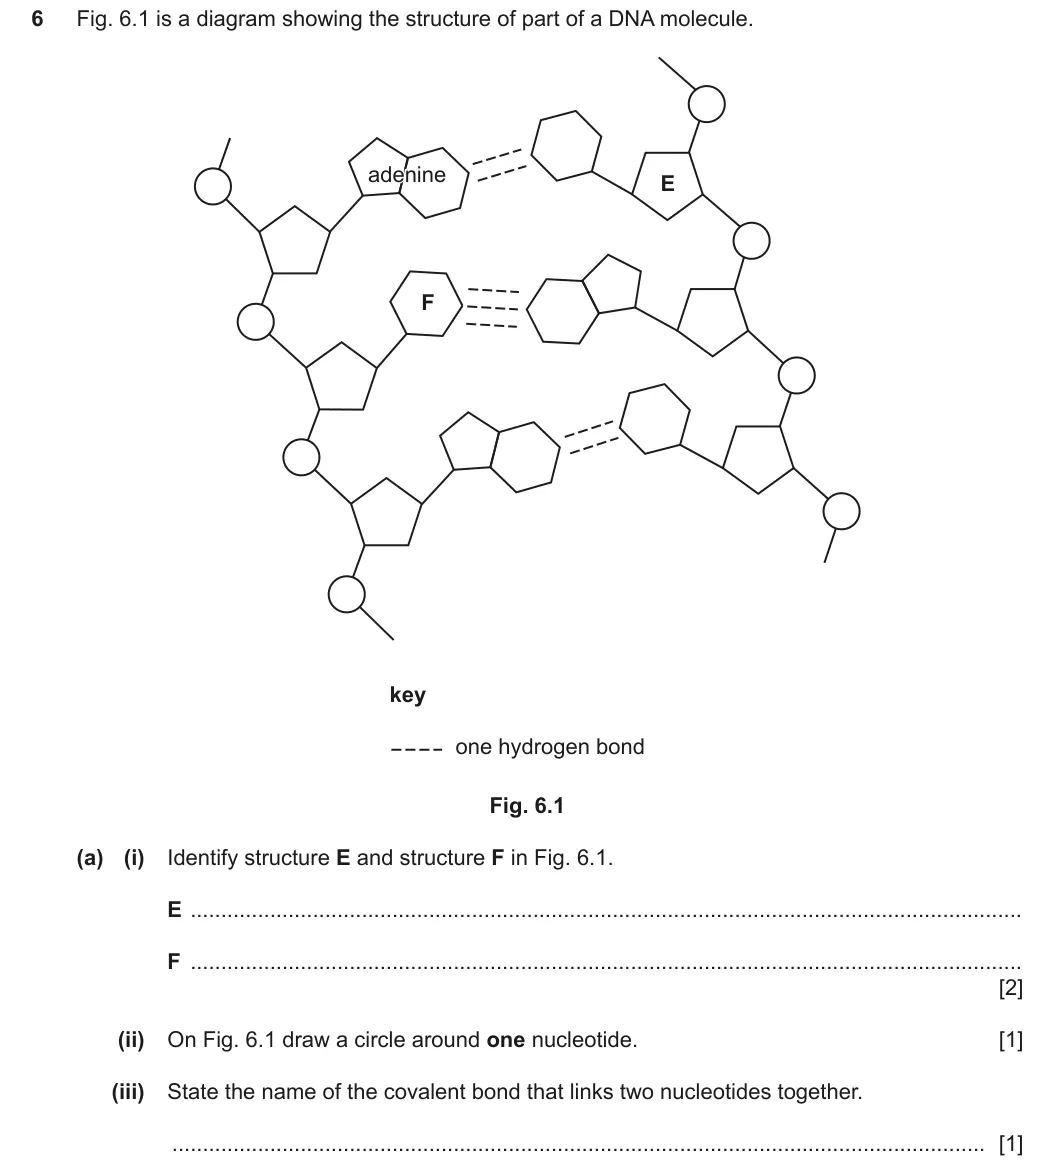 6 Fig. 6.1 is a diagram showing the structure of part of a DNA molecule.
adenine
E
F
key
---- one hydrogen bond
Fig. 6.1
(a) (i) Identify structure E and structure F in Fig. 6.1.
E ..........................................................................................................................................
F ..........................................................................................................................................
[2]
(ii) On Fig. 6.1 draw a circle around one nucleotide. [1]
(iii) State the name of the covalent bond that links two nucleotides together.
.......................................................................................................................................... [1]